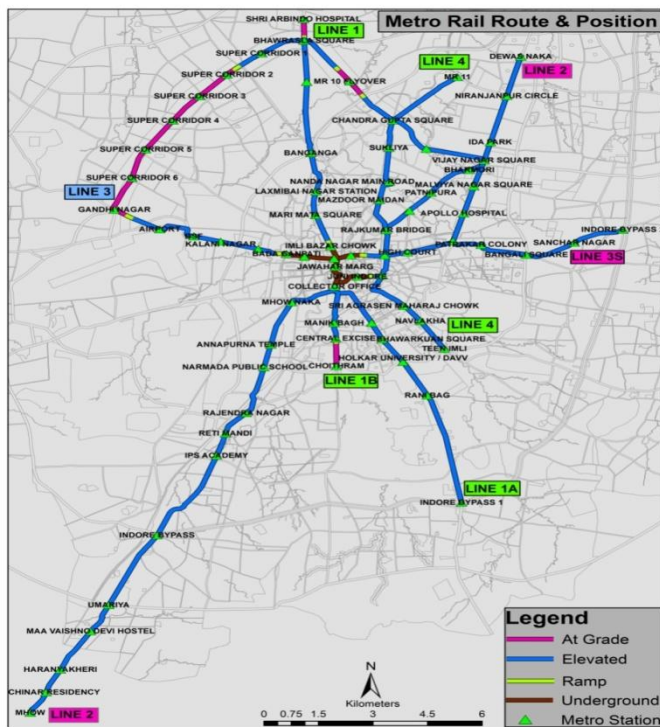 SHRI ARBINDO HOSPITAL
Metro Rail Route & Position
LINE 1
BHAWRASLA SQUARE
SUPER CORRIDOR 1
DEWAS NAKA
LINE 4
LINE 2
SUPER CORRIDOR 2
MR 10 FLYOVER
MR 11
SUPER CORRIDOR 3
NIRANJANPUR CIRCLE
SUPER CORRIDOR 4
CHANDRA GUPTA SQUARE
IDA PARK
SUPER CORRIDOR 5
BANGANGA
SUKLIYA
VIJAY NAGAR SQUARE
BHAMORI
SUPER CORRIDOR 6
NANDA NAGAR MAIN ROAD
MALVIYA NAGAR SQUARE
LINE 3
LAXMIBAI NAGAR STATION
PATNIPURA
MAZDOOR MAIDAN
GANDHI NAGAR
MARI MATA SQUARE
APOLLO HOSPITAL
AIRPORT
RAJKUMAR BRIDGE
INDORE BYPASS 2
KALANI NAGAR
IMLI BAZAR CHOWK
PATRAKAR COLONY
SANCHAR NAGAR
BADA GANPATI
HIGH COURT
BANGALI SQUARE
JAWAHAR MARG
LINE 3S
COLLECTOR OFFICE
MHOW NAKA
SRI AGRASEN MAHARAJ CHOWK
MANIK BAGH
NAVLAKHA
LINE 4
CENTRAL EXCISE
BHAWARKUAN SQUARE
ANNAPURNA TEMPLE
TEEN IMLI
HOLKAR UNIVERSITY / DAVV
NARMADA PUBLIC SCHOOL
CHOITHRAM
LINE 1B
RANI BAG
RAJENDRA NAGAR
RETI MANDI
IPS ACADEMY
LINE 1A
INDORE BYPASS 1
INDORE BYPASS
UMARIYA
MAA VAISHNO DEVI HOSTEL
HARANYAKHERI
CHINAR RESIDENCY
MHOW
LINE 2
N
Kilometers
0 0.75 1.5 3 4.5 6
Legend
At Grade
Elevated
Ramp
Underground
Metro Station